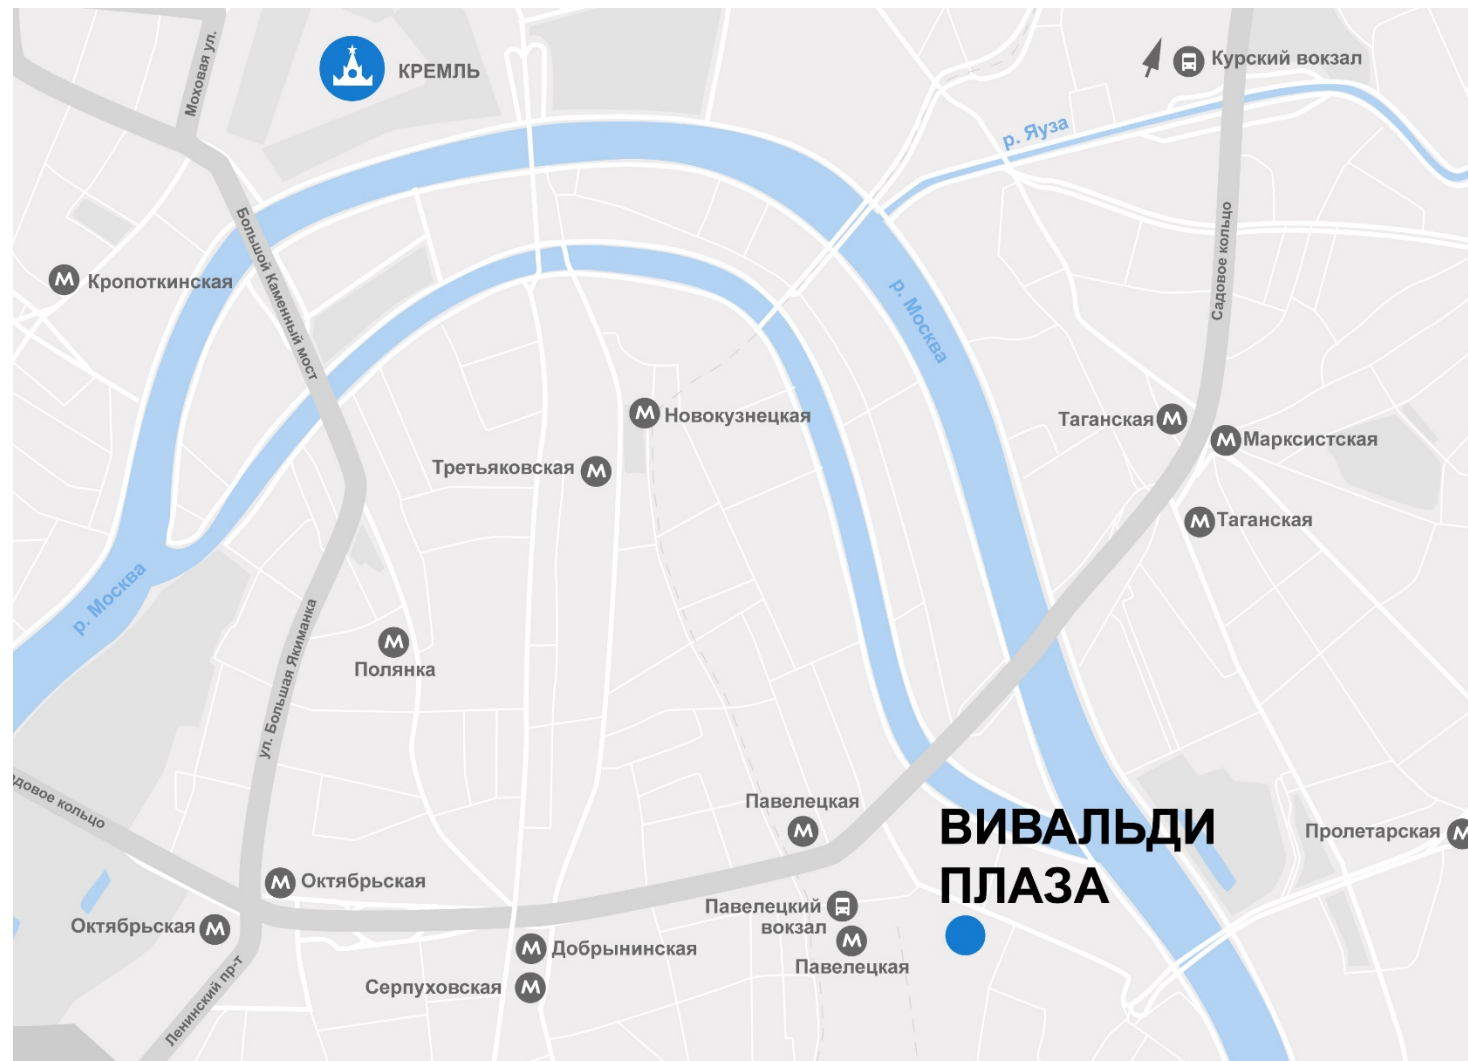 Моховая ул.
КРЕМЛЬ
Курский вокзал
р. Яуза
Большой Каменный мост
Садовое кольцо
М Кропоткинская
р. Москва
М Новокузнецкая
Таганская М
М Марксистская
Третьяковская М
М Таганская
р. Москва
ул. Большая Якиманка
М
Полянка
кольцо
Павелецкая
М
ВИВАЛЬДИ
ПЛАЗА
Пролетарская М
М Октябрьская
Октябрьская М
Павелецкий
вокзал
М
Павелецкая
М Добрынинская
Серпуховская М
Ленинский пр-т